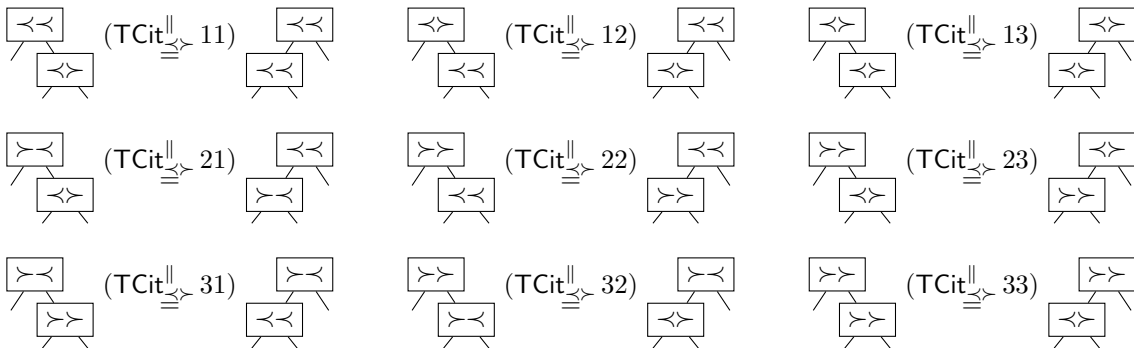 ≺≺ (TCit^∥_≺≻ 11) ≺≺ ≺≻ (TCit^∥_≺≻ 12) ≺≺ ≺≻ (TCit^∥_≺≻ 13) ≺≻
≺≻ = ≺≺ ≺≺ = ≺≻ ≺≻ = ≺≻
≻≺ (TCit^∥_≺≻ 21) ≺≺ ≻≻ (TCit^∥_≺≻ 22) ≺≺ ≻≻ (TCit^∥_≺≻ 23) ≺≻
≺≻ = ≻≺ ≺≺ = ≻≻ ≺≻ = ≻≻
≻≺ (TCit^∥_≺≻ 31) ≻≺ ≻≻ (TCit^∥_≺≻ 32) ≻≺ ≻≻ (TCit^∥_≺≻ 33) ≻≻
≻≻ = ≺≺ ≻≺ = ≺≻ ≻≻ = ≺≻